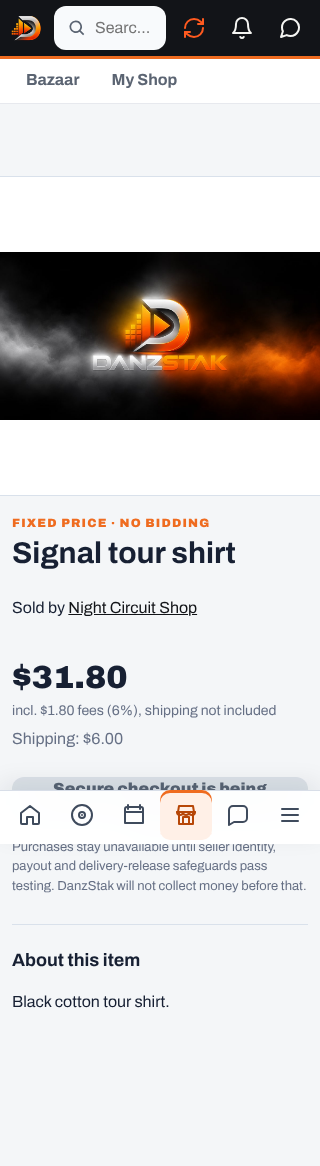 Searc...
Bazaar My Shop
DANZSTAK
FIXED PRICE · NO BIDDING
Signal tour shirt
Sold by Night Circuit Shop
$31.80
incl. $1.80 fees (6%), shipping not included
Shipping: $6.00
Secure checkout is being
Purchases stay unavailable until seller identity,
payout and delivery-release safeguards pass
testing. DanzStak will not collect money before that.
About this item
Black cotton tour shirt.